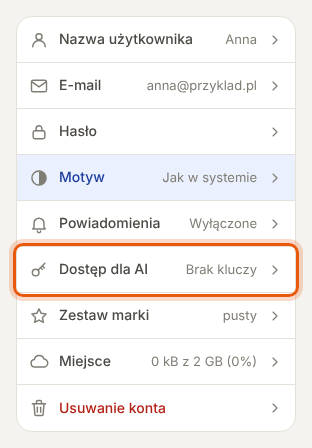 Nazwa użytkownika Anna
E-mail anna@przyklad.pl
Hasło
Motyw Jak w systemie
Powiadomienia Wyłączone
Dostęp dla AI Brak kluczy
Zestaw marki pusty
Miejsce 0 kB z 2 GB (0%)
Usuwanie konta